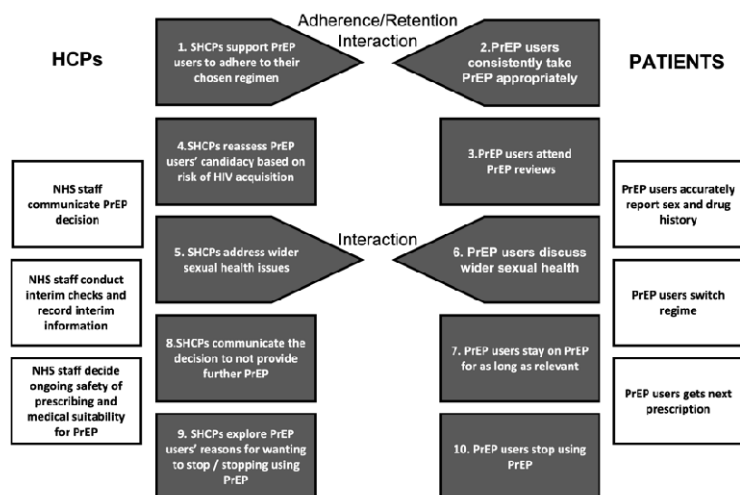 Adherence/Retention
Interaction
HCPs
PATIENTS
1. SHCPs support PrEP
users to adhere to their
chosen regimen
2.PrEP users
consistently take
PrEP appropriately
4.SHCPs reassess PrEP
users' candidacy based on
risk of HIV acquisition
3.PrEP users attend
PrEP reviews
NHS staff
communicate PrEP
decision
PrEP users accurately
report sex and drug
history
Interaction
5. SHCPs address wider
sexual health issues
6. PrEP users discuss
wider sexual health
NHS staff conduct
interim checks and
record interim
information
PrEP users switch
regime
8.SHCPs communicate the
decision to not provide
further PrEP
7. PrEP users stay on PrEP
for as long as relevant
NHS staff decide
ongoing safety of
prescribing and
medical suitability
for PrEP
PrEP users gets next
prescription
9. SHCPs explore PrEP
users' reasons for wanting
to stop / stopping using
PrEP
10. PrEP users stop using
PrEP